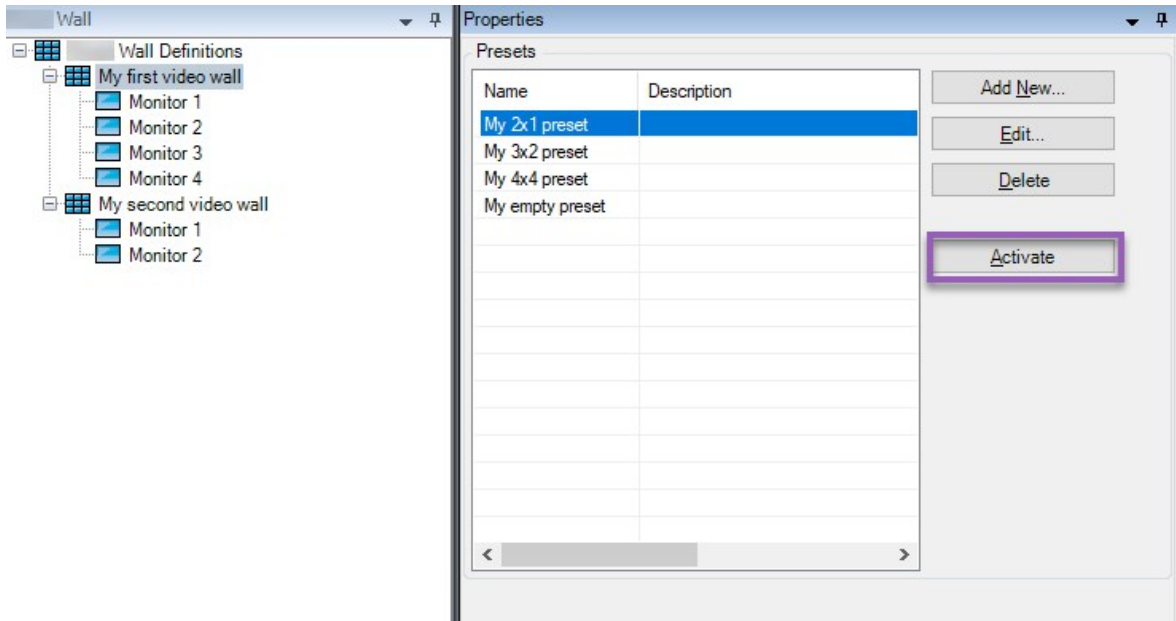 Wall
Wall Definitions
My first video wall
Monitor 1
Monitor 2
Monitor 3
Monitor 4
My second video wall
Monitor 1
Monitor 2
Properties
Presets
Name Description
My 2x1 preset
My 3x2 preset
My 4x4 preset
My empty preset
Add New...
Edit...
Delete
Activate